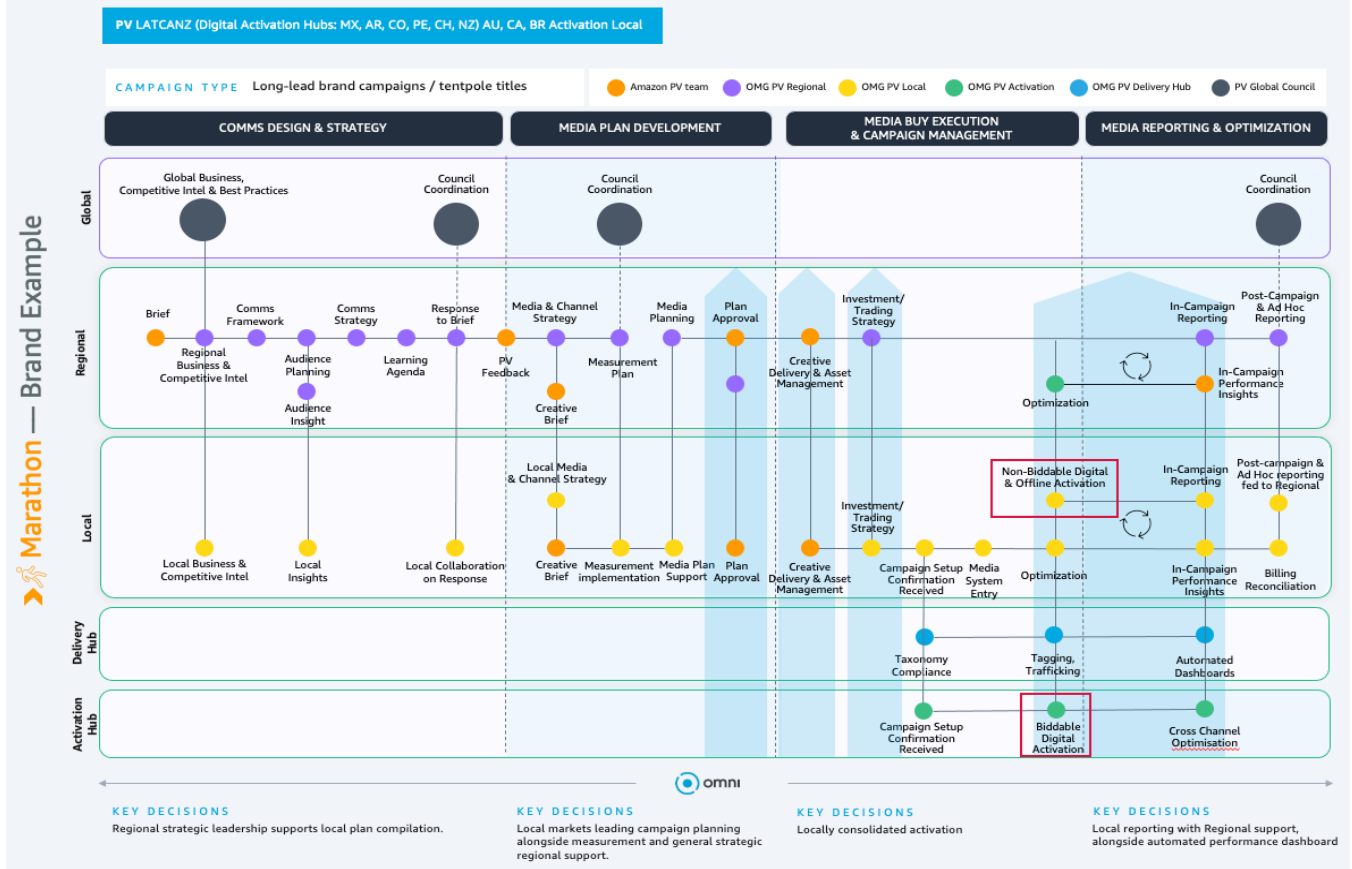 PV LATCANZ (Digital Activation Hubs: MX, AR, CO, PE, CH, NZ) AU, CA, BR Activation Local
CAMPAIGN TYPE Long-lead brand campaigns / tentpole titles
Amazon PV team
OMG PV Regional
OMG PV Local
OMG PV Activation
OMG PV Delivery Hub
PV Global Council
COMMS DESIGN & STRATEGY
MEDIA PLAN DEVELOPMENT
MEDIA BUY EXECUTION
& CAMPAIGN MANAGEMENT
MEDIA REPORTING & OPTIMIZATION
Marathon — Brand Example
Global
Global Business,
Competitive Intel & Best Practices
Council
Coordination
Council
Coordination
Council
Coordination
Regional
Brief
Regional
Business &
Competitive Intel
Comms
Framework
Audience
Planning
Audience
Insight
Comms
Strategy
Learning
Agenda
Response
to Brief
PV
Feedback
Media & Channel
Strategy
Creative
Brief
Measurement
Plan
Media
Planning
Plan
Approval
Creative
Delivery & Asset
Management
Investment/
Trading
Strategy
Optimization
In-Campaign
Reporting
In-Campaign
Performance
Insights
Post-Campaign
& Ad Hoc
Reporting
Local
Local Business &
Competitive Intel
Local
Insights
Local Collaboration
on Response
Local Media
& Channel Strategy
Creative
Brief
Measurement
implementation
Media Plan
Support
Plan
Approval
Creative
Delivery & Asset
Management
Investment/
Trading
Strategy
Campaign Setup
Confirmation
Received
Media
System
Entry
Non-Biddable Digital
& Offline Activation
Optimization
In-Campaign
Reporting
In-Campaign
Performance
Insights
Post-campaign &
Ad Hoc reporting
fed to Regional
Billing
Reconciliation
Delivery
Hub
Taxonomy
Compliance
Tagging,
Trafficking
Automated
Dashboards
Activation
Hub
Campaign Setup
Confirmation
Received
Biddable
Digital
Activation
Cross Channel
Optimisation
omni
KEY DECISIONS
Regional strategic leadership supports local plan compilation.
KEY DECISIONS
Local markets leading campaign planning
alongside measurement and general strategic
regional support.
KEY DECISIONS
Locally consolidated activation
KEY DECISIONS
Local reporting with Regional support,
alongside automated performance dashboard